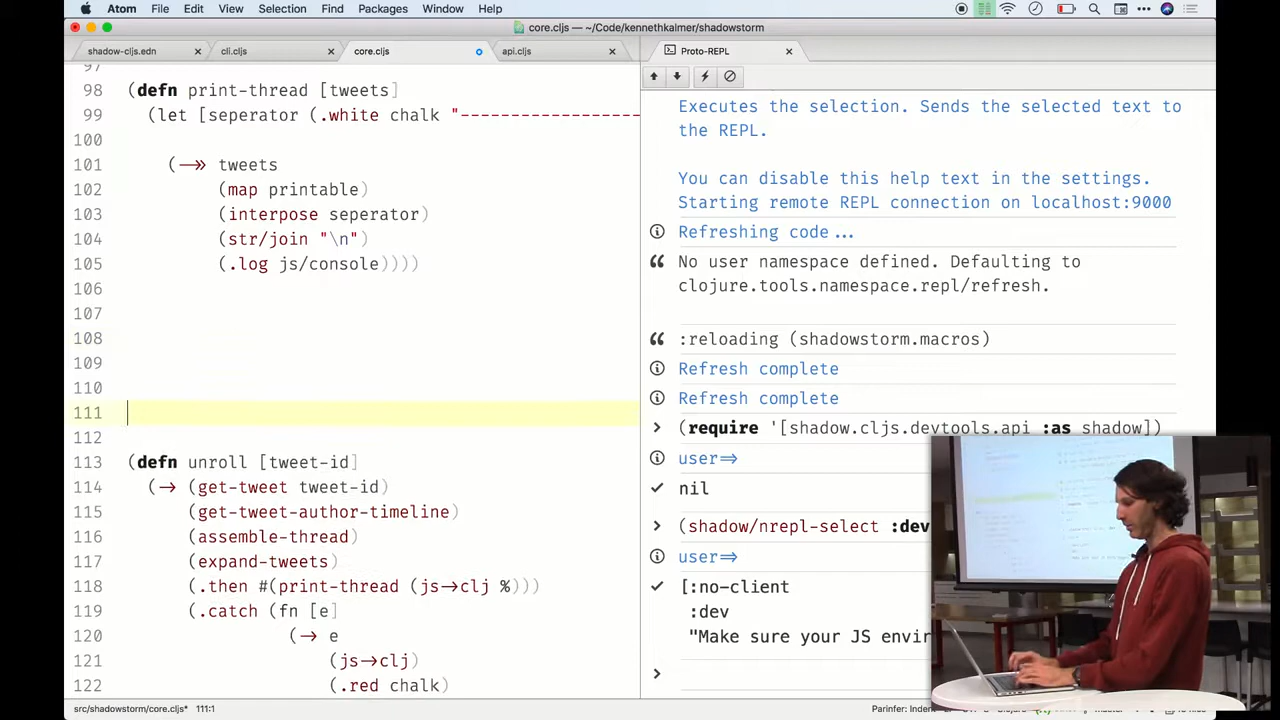 Atom File Edit View Selection Find Packages Window Help
core.cljs — ~/Code/kennethkalmer/shadowstorm
shadow-cljs.edn cli.cljs core.cljs api.cljs Proto-REPL
97
98 (defn print-thread [tweets]
99 (let [seperator (.white chalk "------------------
100
101 (->> tweets
102 (map printable)
103 (interpose seperator)
104 (str/join "\n")
105 (.log js/console))))
106
107
108
109
110
111
112
113 (defn unroll [tweet-id]
114 (-> (get-tweet tweet-id)
115 (get-tweet-author-timeline)
116 (assemble-thread)
117 (expand-tweets)
118 (.then #(print-thread (js->clj %)))
119 (.catch (fn [e]
120 (-> e
121 (js->clj)
122 (.red chalk)
Executes the selection. Sends the selected text to
the REPL.
You can disable this help text in the settings.
Starting remote REPL connection on localhost:9000
Refreshing code...
No user namespace defined. Defaulting to
clojure.tools.namespace.repl/refresh.
:reloading (shadowstorm.macros)
Refresh complete
Refresh complete
(require '[shadow.cljs.devtools.api :as shadow])
user=>
nil
(shadow/nrepl-select :dev
user=>
[:no-client
:dev
"Make sure your JS envir
src/shadowstorm/core.cljs* 111:1
Parinfer: Indent